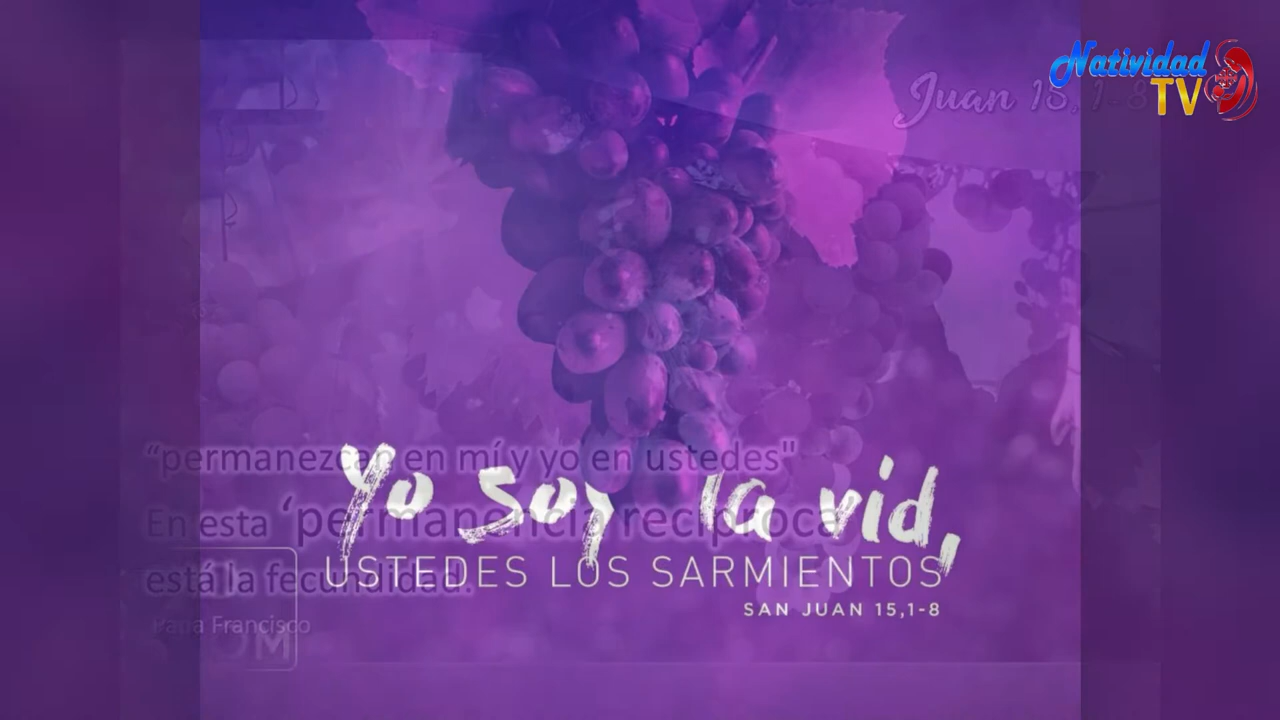 Natividad
TV
Juan 15, 1-8
“permanezcan en mí y yo en ustedes"
En esta ‘permanencia recíproca’
está la fecundidad.
Papa Francisco
Yo soy la vid,
USTEDES LOS SARMIENTOS
SAN JUAN 15,1-8